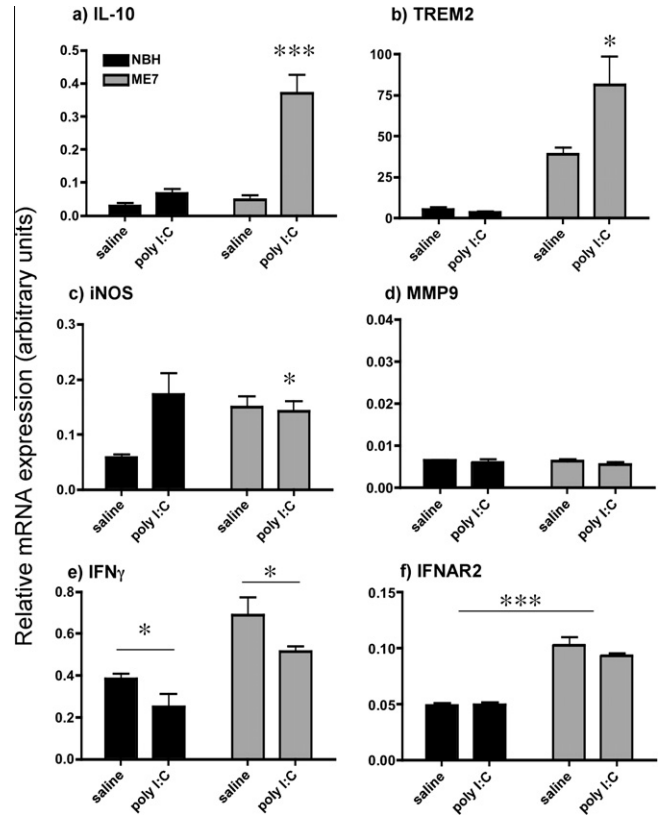 a) IL-10
0.5
0.4
0.3
0.2
0.1
0.0
NBH
ME7
***
saline
poly I:C
saline
poly I:C
b) TREM2
100
75
50
25
0
*
saline
poly I:C
saline
poly I:C
Relative mRNA expression (arbitrary units)
c) iNOS
0.3
0.2
0.1
0.0
*
saline
poly I:C
saline
poly I:C
d) MMP9
0.04
0.03
0.02
0.01
0.00
saline
poly I:C
saline
poly I:C
e) IFNγ
0.8
0.6
0.4
0.2
0.0
*
*
saline
poly I:C
saline
poly I:C
f) IFNAR2
0.15
0.10
0.05
0.00
***
saline
poly I:C
saline
poly I:C